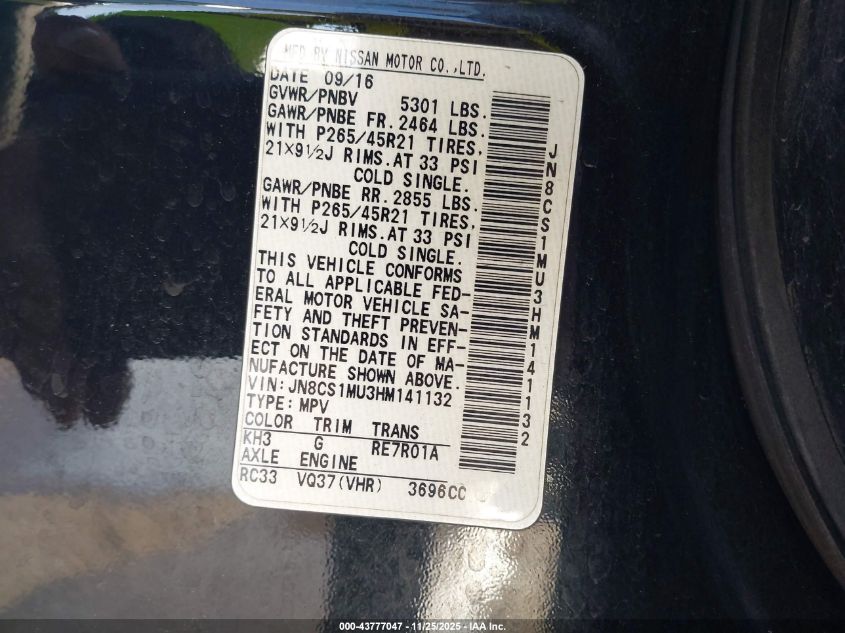 MFD BY NISSAN MOTOR CO.,LTD.
DATE 09/16
GVWR/PNBV 5301 LBS.
GAWR/PNBE FR. 2464 LBS.
WITH P265/45R21 TIRES,
21X9½J RIMS.AT 33 PSI
COLD SINGLE.
GAWR/PNBE RR. 2855 LBS.
WITH P265/45R21 TIRES,
21X9½J RIMS.AT 33 PSI
COLD SINGLE.
THIS VEHICLE CONFORMS
TO ALL APPLICABLE FED-
ERAL MOTOR VEHICLE SA-
FETY AND THEFT PREVEN-
TION STANDARDS IN EFF-
ECT ON THE DATE OF MA-
NUFACTURE SHOWN ABOVE.
VIN:JN8CS1MU3HM141132
TYPE:MPV
COLOR TRIM TRANS
KH3 G RE7R01A
AXLE ENGINE
RC33 VQ37(VHR) 3696CC
JN8CS1MU3HM141132
000-43777047 - 11/25/2025 - IAA Inc.